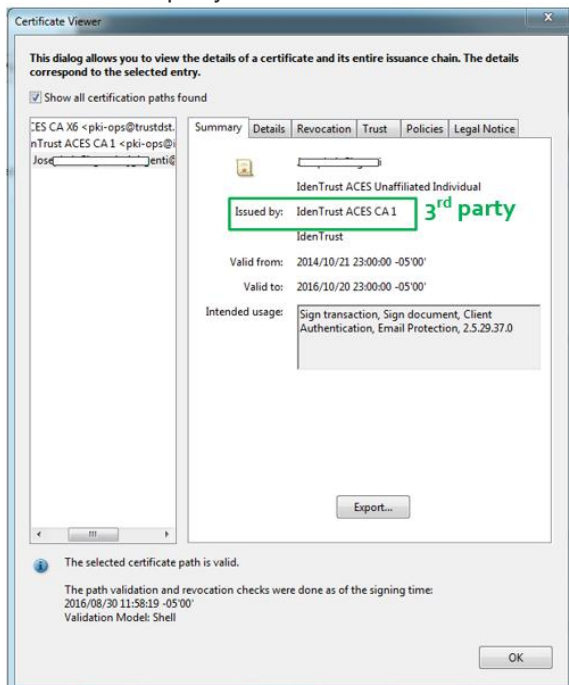 Certificate Viewer
X
This dialog allows you to view the details of a certificate and its entire issuance chain. The details
correspond to the selected entry.
Show all certification paths found
CES CA X6 <pki-ops@trustdst.
nTrust ACES CA 1 <pki-ops@i
Jose
enti@
Summary Details Revocation Trust Policies Legal Notice
IdenTrust ACES Unaffiliated Individual
Issued by: IdenTrust ACES CA 1
3rd party
IdenTrust
Valid from: 2014/10/21 23:00:00 -05'00'
Valid to: 2016/10/20 23:00:00 -05'00'
Intended usage: Sign transaction, Sign document, Client
Authentication, Email Protection, 2.5.29.37.0
Export...
The selected certificate path is valid.
The path validation and revocation checks were done as of the signing time:
2016/08/30 11:58:19 -05'00'
Validation Model: Shell
OK